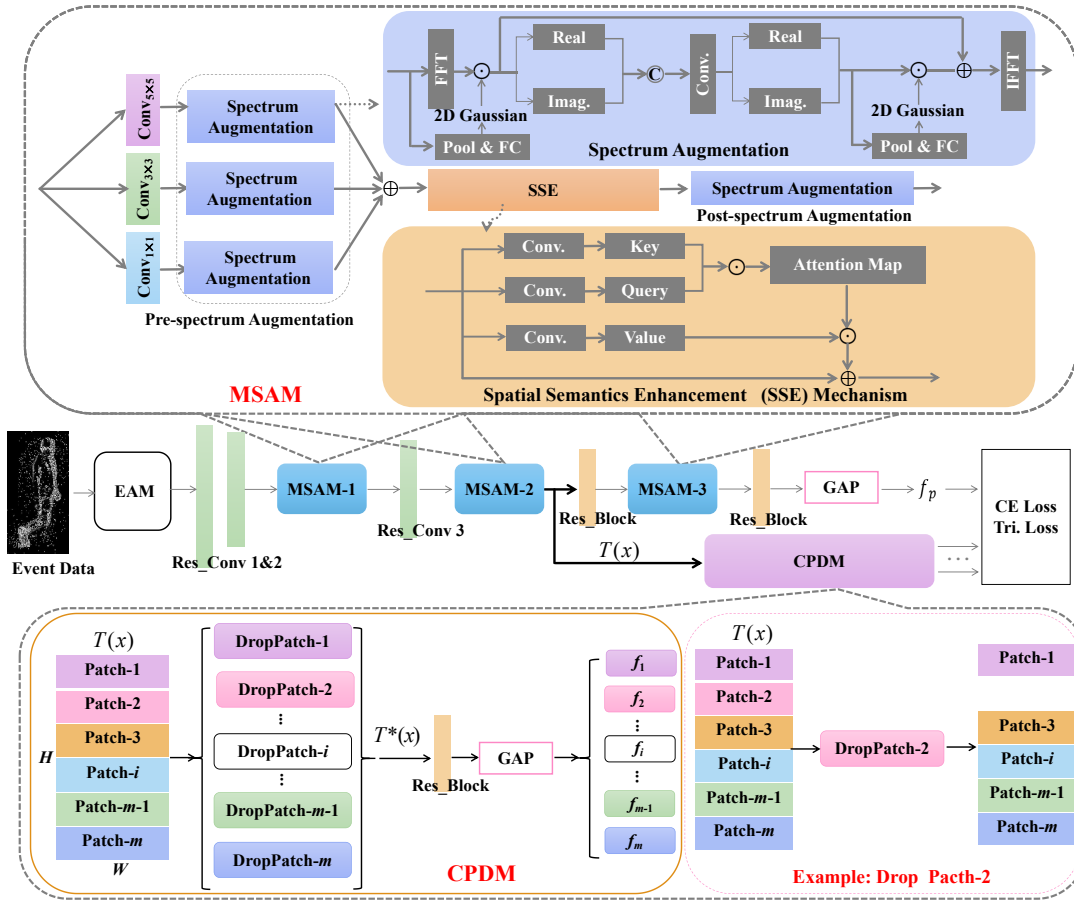 FFT
Real
Imag.
C
Conv.
Real
Imag.
IFFT
2D Gaussian
Pool & FC
2D Gaussian
Pool & FC
Spectrum Augmentation
Conv5×5
Spectrum
Augmentation
Conv3×3
Spectrum
Augmentation
Conv1×1
Spectrum
Augmentation
Pre-spectrum Augmentation
SSE
Spectrum Augmentation
Post-spectrum Augmentation
Conv.
Key
Conv.
Query
Attention Map
Conv.
Value
Spatial Semantics Enhancement (SSE) Mechanism
MSAM
Event Data
EAM
Res_Conv 1&2
MSAM-1
Res_Conv 3
MSAM-2
Res_Block
MSAM-3
Res_Block
GAP
f_p
CE Loss
Tri. Loss
T(x)
CPDM
...
T(x)
Patch-1
Patch-2
Patch-3
Patch-i
Patch-m-1
Patch-m
H
W
DropPatch-1
DropPatch-2
...
DropPatch-i
...
DropPatch-m-1
DropPatch-m
T*(x)
Res_Block
GAP
f1
f2
...
fi
...
fm-1
fm
CPDM
T(x)
Patch-1
Patch-2
Patch-3
Patch-i
Patch-m-1
Patch-m
DropPatch-2
Patch-1
Patch-3
Patch-i
Patch-m-1
Patch-m
Example: Drop Pacth-2